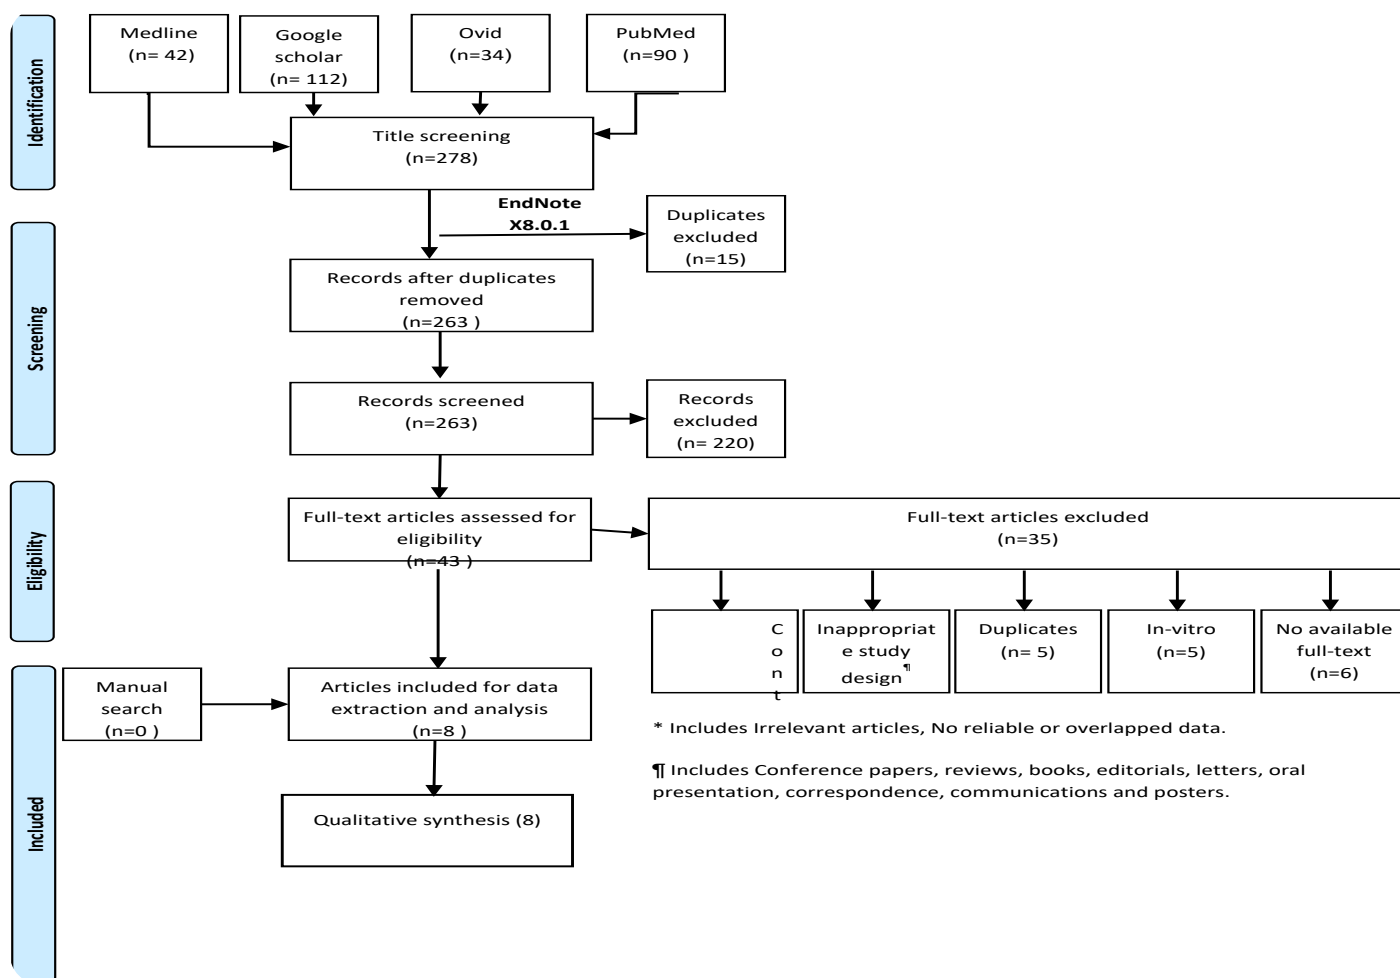 Identification
Medline
(n= 42)
Google
scholar
(n= 112)
Ovid
(n=34)
PubMed
(n=90 )
Title screening
(n=278)
EndNote
X8.0.1
Duplicates
excluded
(n=15)
Screening
Records after duplicates
removed
(n=263 )
Records screened
(n=263)
Records
excluded
(n= 220)
Eligibility
Full-text articles assessed for
eligibility
(n=43 )
Full-text articles excluded
(n=35)
C
o
n
t
Inappropriat
e study
design¶
Duplicates
(n= 5)
In-vitro
(n=5)
No available
full-text
(n=6)
Included
Manual
search
(n=0 )
Articles included for data
extraction and analysis
(n=8 )
Qualitative synthesis (8)
* Includes Irrelevant articles, No reliable or overlapped data.
¶ Includes Conference papers, reviews, books, editorials, letters, oral
presentation, correspondence, communications and posters.